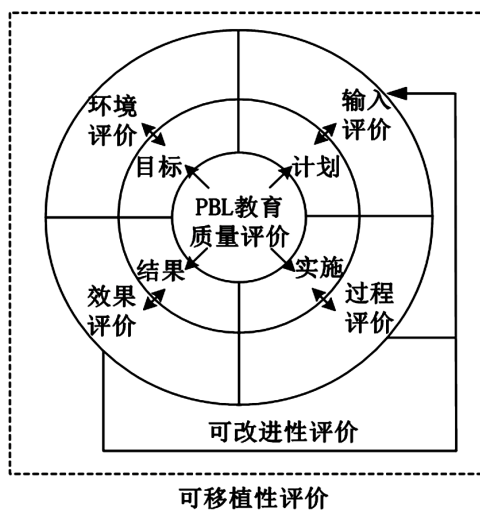 环境
评价
输入
评价
目标
计划
PBL教育
质量评价
结果
实施
效果
评价
过程
评价
可改进性评价
可移植性评价